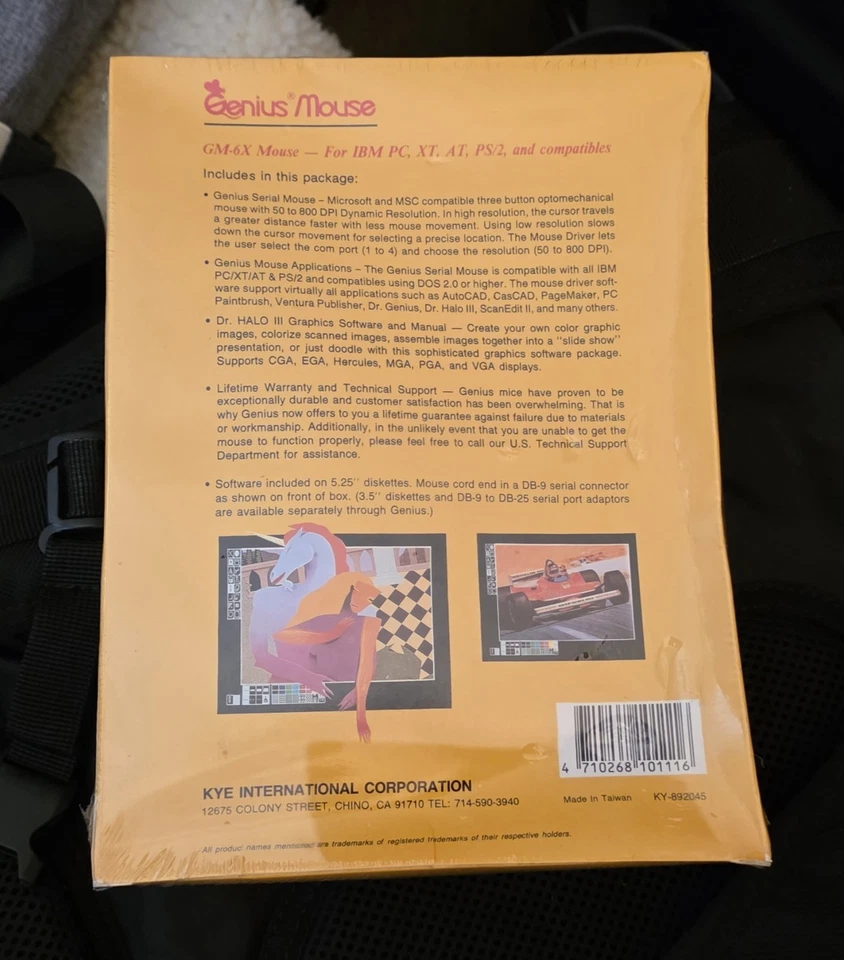 Genius® Mouse
GM-6X Mouse — For IBM PC, XT, AT, PS/2, and compatibles
Includes in this package:
• Genius Serial Mouse – Microsoft and MSC compatible three button optomechanical
mouse with 50 to 800 DPI Dynamic Resolution. In high resolution, the cursor travels
a greater distance faster with less mouse movement. Using low resolution slows
down the cursor movement for selecting a precise location. The Mouse Driver lets
the user select the com port (1 to 4) and choose the resolution (50 to 800 DPI).
• Genius Mouse Applications – The Genius Serial Mouse is compatible with all IBM
PC/XT/AT & PS/2 and compatibles using DOS 2.0 or higher. The mouse driver soft-
ware support virtually all applications such as AutoCAD, CasCAD, PageMaker, PC
Paintbrush, Ventura Publisher, Dr. Genius, Dr. Halo III, ScanEdit II, and many others.
• Dr. HALO III Graphics Software and Manual — Create your own color graphic
images, colorize scanned images, assemble images together into a ''slide show''
presentation, or just doodle with this sophisticated graphics software package.
Supports CGA, EGA, Hercules, MGA, PGA, and VGA displays.
• Lifetime Warranty and Technical Support — Genius mice have proven to be
exceptionally durable and customer satisfaction has been overwhelming. That is
why Genius now offers to you a lifetime guarantee against failure due to materials
or workmanship. Additionally, in the unlikely event that you are unable to get the
mouse to function properly, please feel free to call our U.S. Technical Support
Department for assistance.
• Software included on 5.25'' diskettes. Mouse cord end in a DB-9 serial connector
as shown on front of box. (3.5'' diskettes and DB-9 to DB-25 serial port adaptors
are available separately through Genius.)
4 710268 101116
KYE INTERNATIONAL CORPORATION
12675 COLONY STREET, CHINO, CA 91710 TEL: 714-590-3940
Made in Taiwan KY-892045
All product names mentioned are trademarks of registered trademarks of their respective holders.